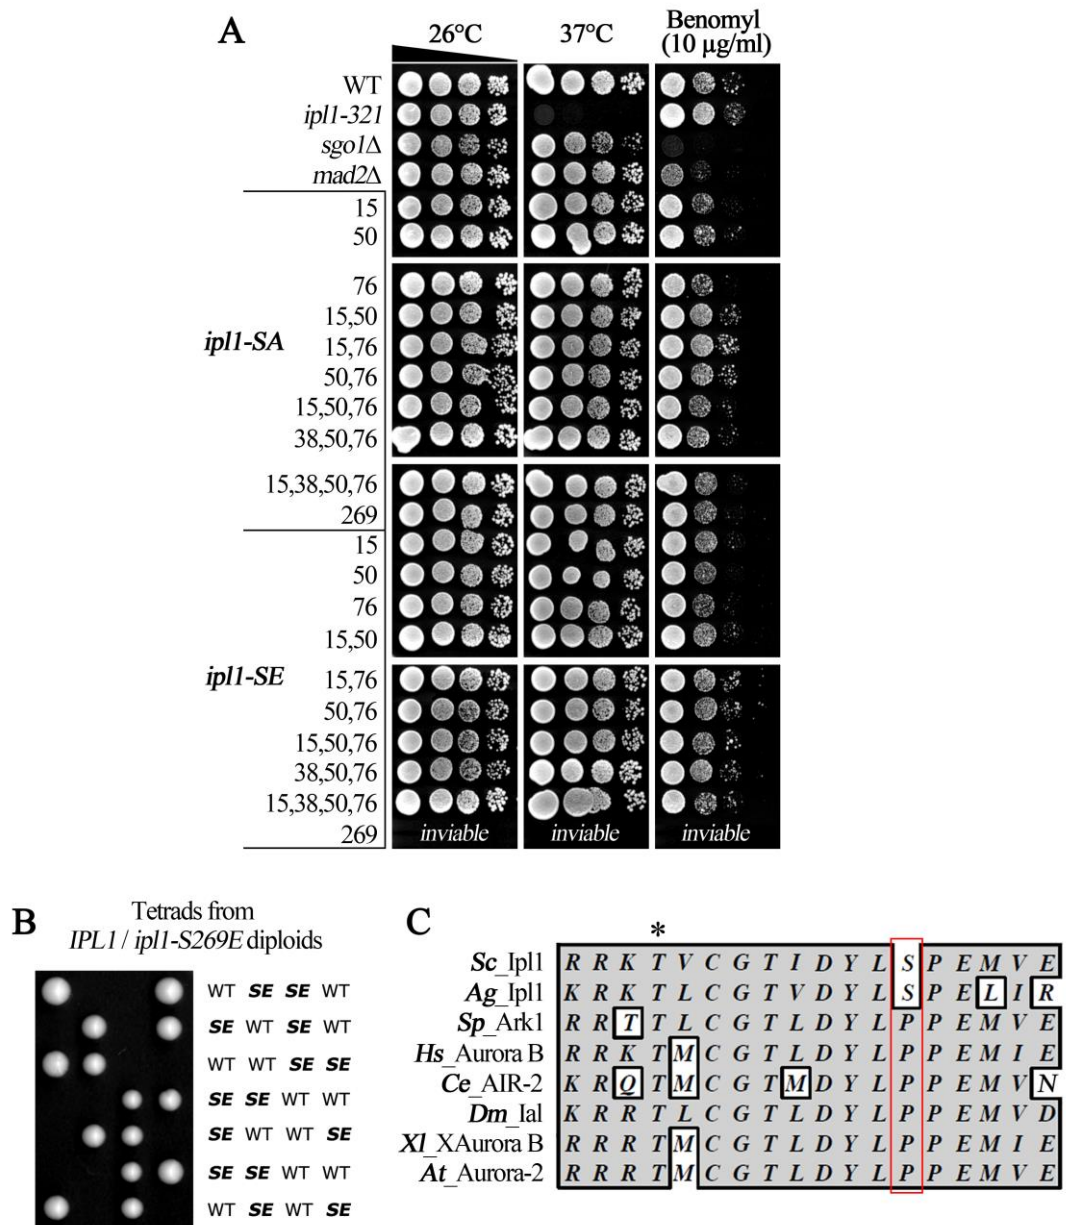 A
26°C
37°C
Benomyl
(10 µg/ml)
WT
ipl1-321
sgo1Δ
mad2Δ
15
50
76
15,50
ipl1-SA
15,76
50,76
15,50,76
38,50,76
15,38,50,76
269
15
50
76
15,50
ipl1-SE
15,76
50,76
15,50,76
38,50,76
15,38,50,76
269
inviable
inviable
inviable
B
Tetrads from
IPL1 / ipl1-S269E diploids
WT SE SE WT
SE WT SE WT
WT WT SE SE
SE SE WT WT
SE WT WT SE
SE SE WT WT
WT SE WT SE
C
*
Sc_Ipl1 R R K T V C G T I D Y L S P E M V E
Ag_Ipl1 K R K T L C G T V D Y L S P E L I R
Sp_Ark1 R R T T L C G T L D Y L P P E M V E
Hs_Aurora B R R K T M C G T L D Y L P P E M I E
Ce_AIR-2 K R Q T M C G T M D Y L P P E M V N
Dm_Ial K R R T L C G T L D Y L P P E M V D
Xl_XAurora B R R R T M C G T L D Y L P P E M I E
At_Aurora-2 R R R T M C G T L D Y L P P E M V E